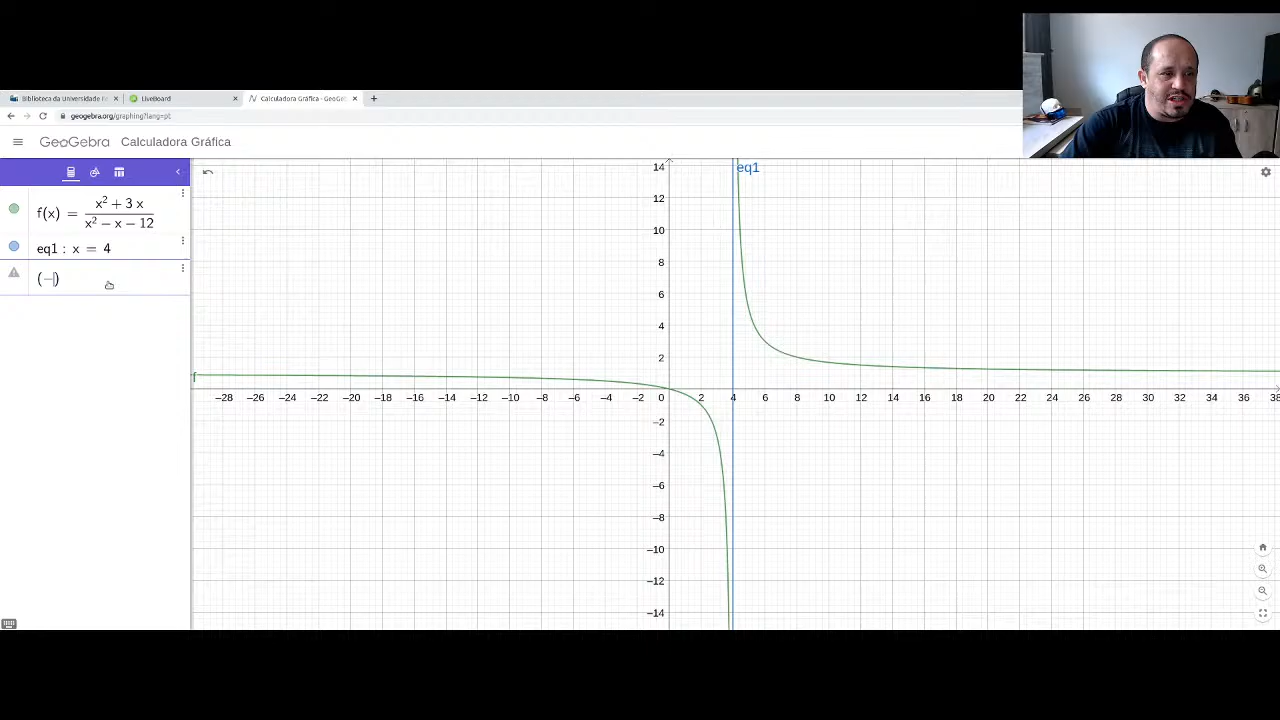 Biblioteca da Universidade Fe
LiveBoard
Calculadora Gráfica - GeoGeb
geogebra.org/graphing?lang=pt
GeoGebra Calculadora Gráfica
f(x) = x² + 3 x / x² − x − 12
eq1 : x = 4
(−)
eq1
f
14
12
10
8
6
4
2
−28 −26 −24 −22 −20 −18 −16 −14 −12 −10 −8 −6 −4 −2 0 2 4 6 8 10 12 14 16 18 20 22 24 26 28 30 32 34 36 38
−2
−4
−6
−8
−10
−12
−14